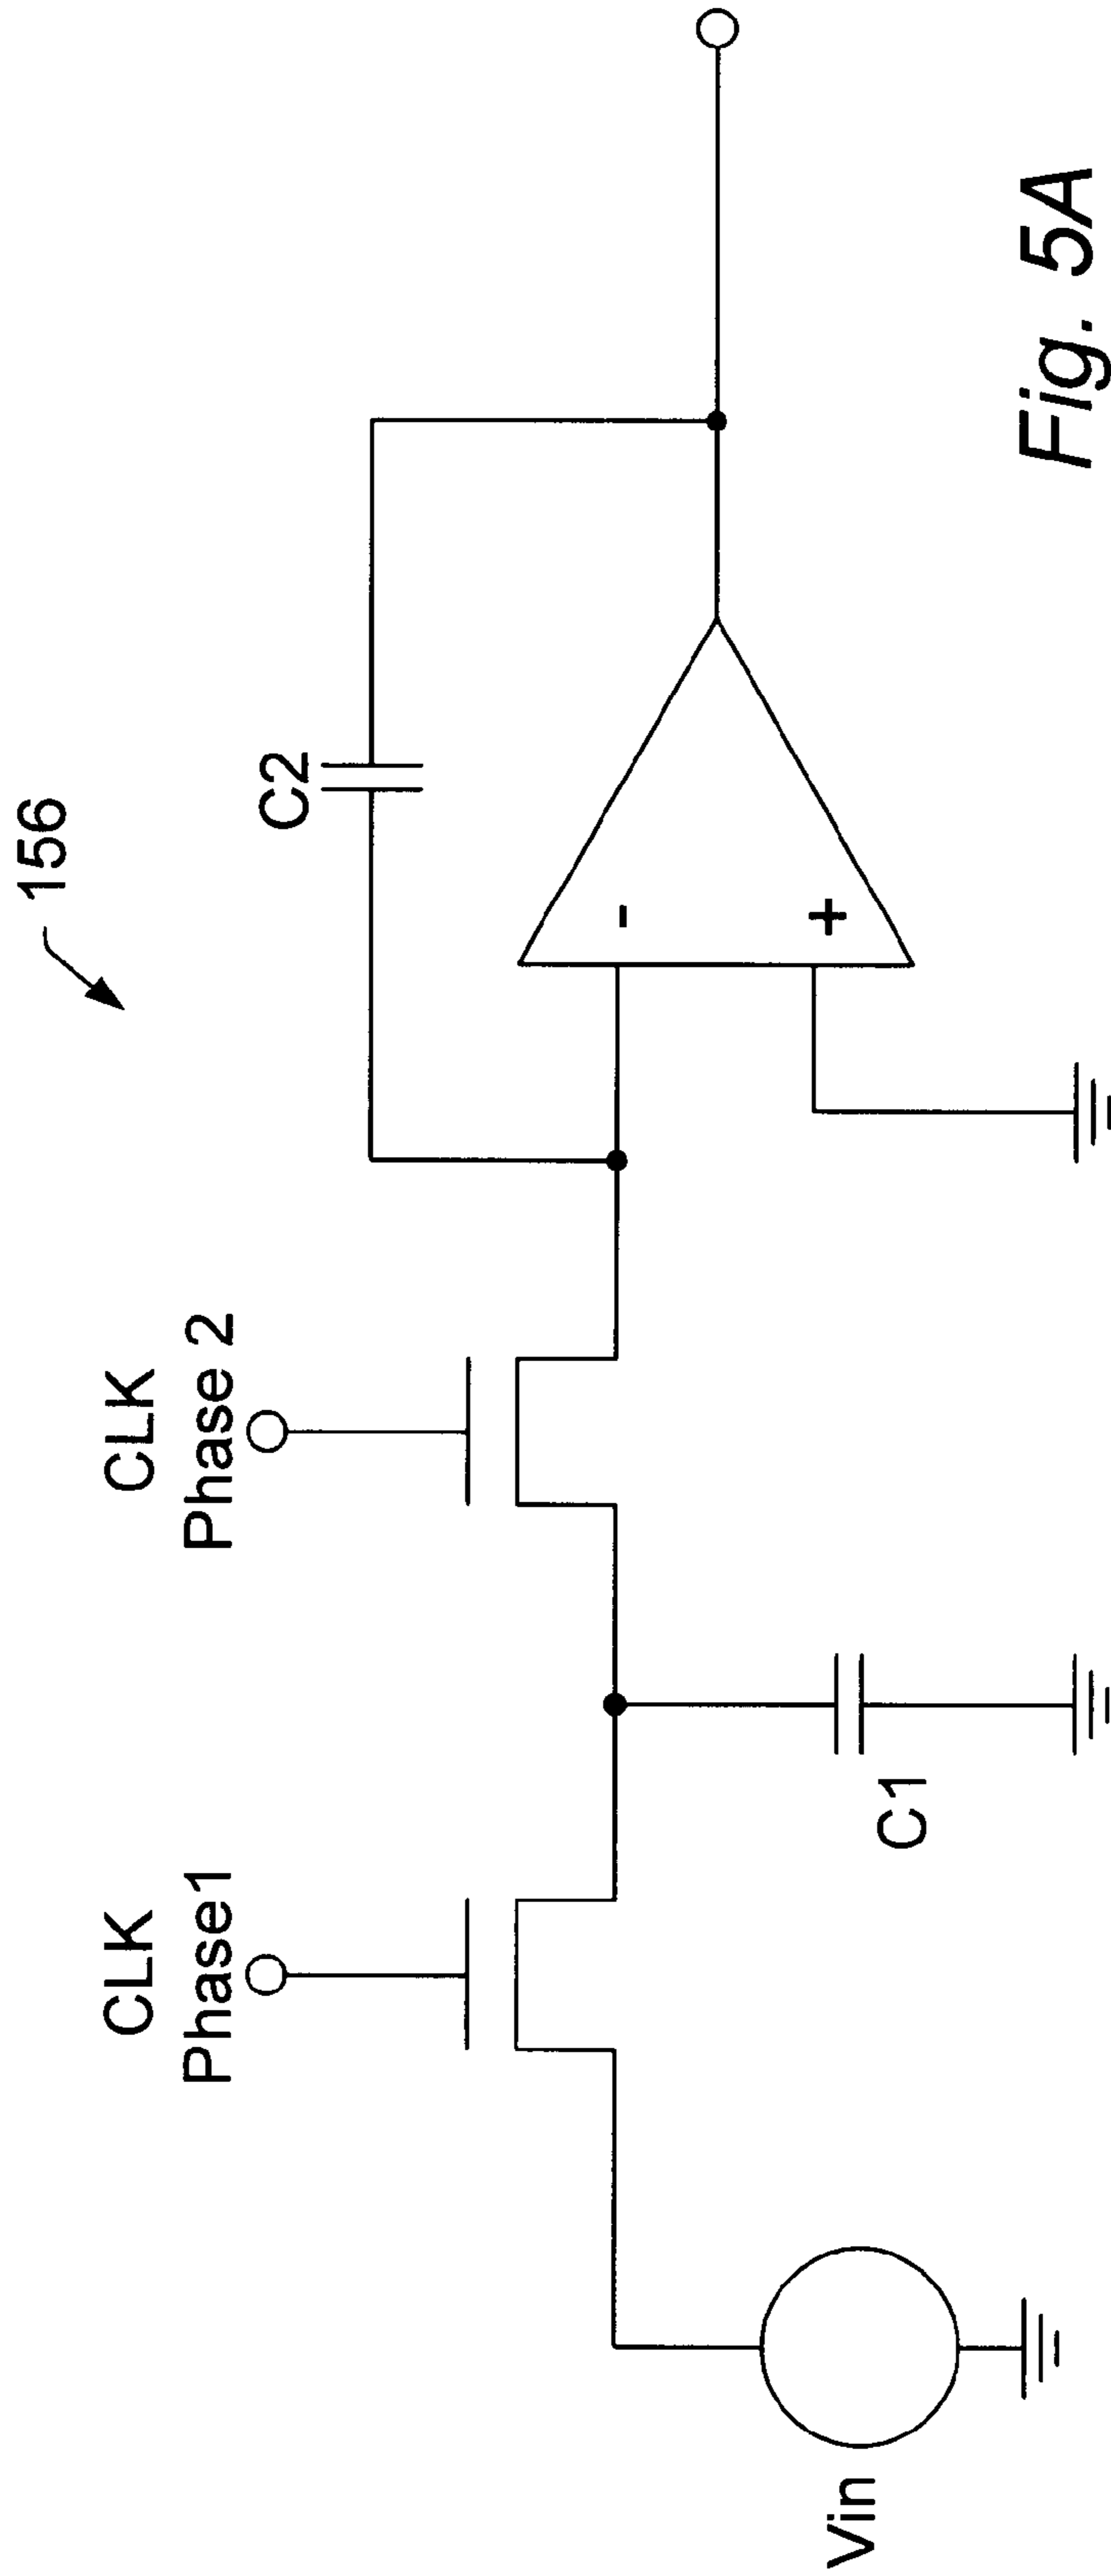 156
C2
CLK
Phase 2
CLK
Phase1
-
+
C1
Vin
Fig. 5A